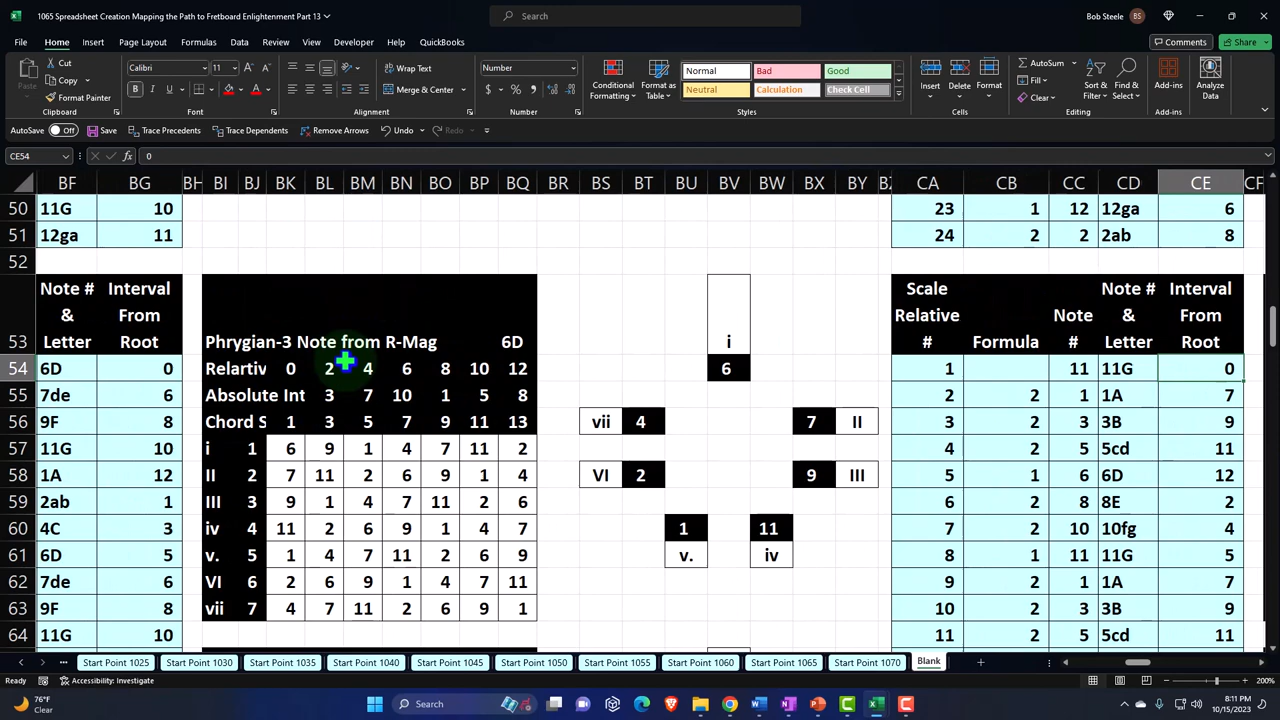 1065 Spreadsheet Creation Mapping the Path to Fretboard Enlightenment Part 13
Search
Bob Steele BS
File Home Insert Page Layout Formulas Data Review View Developer Help QuickBooks
Comments Share
Paste Cut Calibri 11 Wrap Text Number
Copy Merge & Center
Format Painter
Conditional Formatting Format as Table
Normal Bad Good
Neutral Calculation Check Cell
Insert Delete Format
AutoSum Fill Clear
Sort & Filter Find & Select
Add-ins Analyze Data
Clipboard Font Alignment Number Styles Cells Editing Add-ins
AutoSave Off Save Trace Precedents Trace Dependents Remove Arrows Undo Redo
CE54 fx 0
BF BG BH BI BJ BK BL BM BN BO BP BQ BR BS BT BU BV BW BX BY BZ CA CB CC CD CE CF
50 11G 10 23 1 12 12ga 6
51 12ga 11 24 2 2 2ab 8
52
Note # Interval Scale Note # Interval
& From Relative Note & From
53 Letter Root Phrygian-3 Note from R-Mag 6D i # Formula # Letter Root
54 6D 0 Relartiv 0 2 4 6 8 10 12 6 1 11 11G 0
55 7de 6 Absolute Int 3 7 10 1 5 8 2 2 1 1A 7
56 9F 8 Chord S 1 3 5 7 9 11 13 vii 4 7 II 3 2 3 3B 9
57 11G 10 i 1 6 9 1 4 7 11 2 4 2 5 5cd 11
58 1A 12 II 2 7 11 2 6 9 1 4 VI 2 9 III 5 1 6 6D 12
59 2ab 1 III 3 9 1 4 7 11 2 6 6 2 8 8E 2
60 4C 3 iv 4 11 2 6 9 1 4 7 1 11 7 2 10 10fg 4
61 6D 5 v. 5 1 4 7 11 2 6 9 v. iv 8 1 11 11G 5
62 7de 6 VI 6 2 6 9 1 4 7 11 9 2 1 1A 7
63 9F 8 vii 7 4 7 11 2 6 9 1 10 2 3 3B 9
64 11G 10 11 2 5 5cd 11
Start Point 1025 Start Point 1030 Start Point 1035 Start Point 1040 Start Point 1045 Start Point 1050 Start Point 1055 Start Point 1060 Start Point 1065 Start Point 1070 Blank
Ready Accessibility: Investigate 200%
76°F
Clear
Search
8:11 PM
10/15/2023